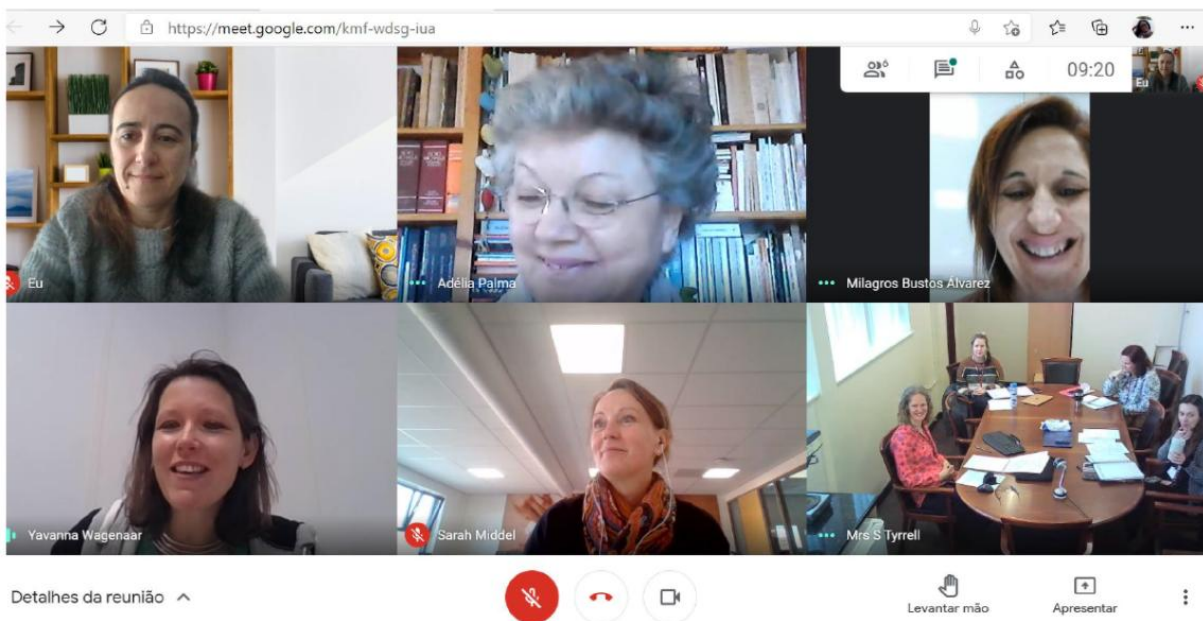 https://meet.google.com/kmf-wdsg-iua
6
09:20
Eu
Eu
Adélia Palma
Milagros Bustos Álvarez
Yavanna Wagenaar
Sarah Middel
Mrs S Tyrrell
Detalhes da reunião
Levantar mão
Apresentar